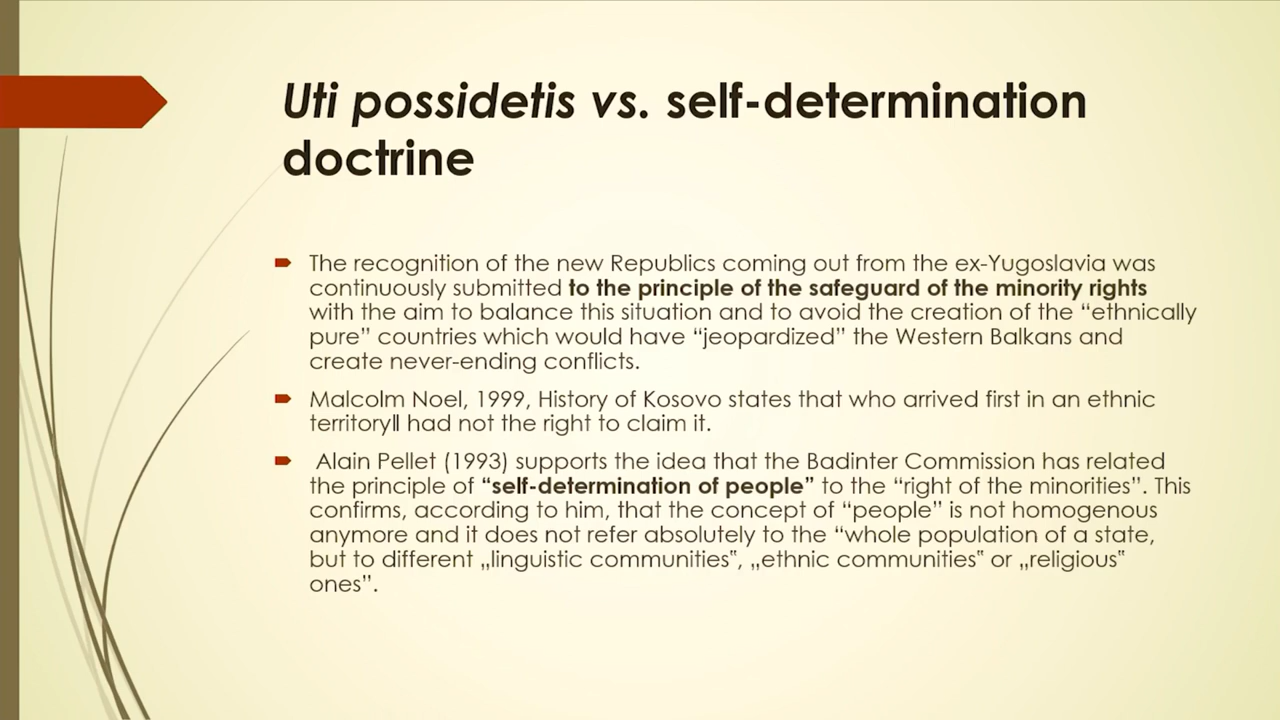 Uti possidetis vs. self-determination
doctrine
The recognition of the new Republics coming out from the ex-Yugoslavia was
continuously submitted to the principle of the safeguard of the minority rights
with the aim to balance this situation and to avoid the creation of the “ethnically
pure” countries which would have “jeopardized” the Western Balkans and
create never-ending conflicts.
Malcolm Noel, 1999, History of Kosovo states that who arrived first in an ethnic
territory‖ had not the right to claim it.
Alain Pellet (1993) supports the idea that the Badinter Commission has related
the principle of “self-determination of people” to the “right of the minorities”. This
confirms, according to him, that the concept of “people” is not homogenous
anymore and it does not refer absolutely to the “whole population of a state,
but to different „linguistic communities‟, „ethnic communities‟ or „religious‟
ones”.